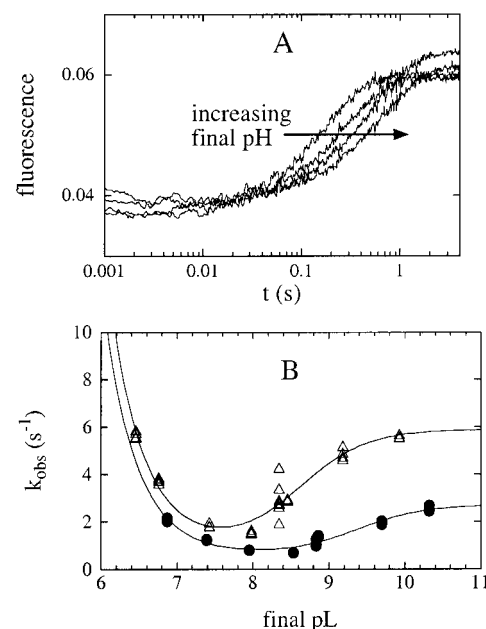 A
0.06
increasing
final pH
fluorescence
0.04
0.001 0.01 0.1 1
t (s)
10
B
8
6
k_obs (s^-1)
4
2
0
6 7 8 9 10 11
final pL